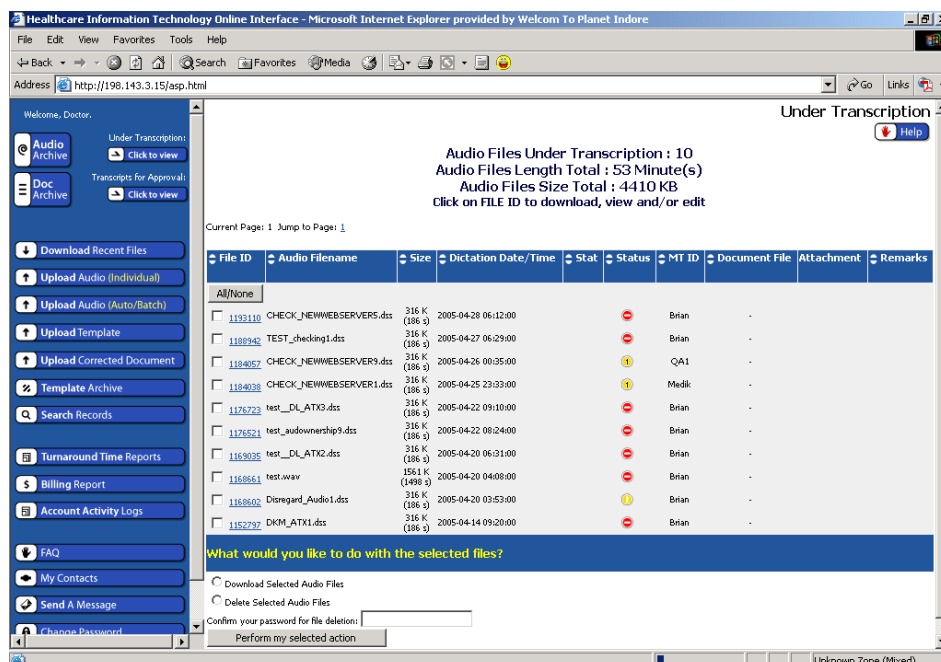 Healthcare Information Technology Online Interface - Microsoft Internet Explorer provided by Welcom To Planet Indore
File Edit View Favorites Tools Help
Back Search Favorites Media
Address http://198.143.3.15/asp.html Go Links
Welcome, Doctor.
Audio Archive
Under Transcription:
Click to view
Doc Archive
Transcripts for Approval:
Click to view
Download Recent Files
Upload Audio (Individual)
Upload Audio (Auto/Batch)
Upload Template
Upload Corrected Document
Template Archive
Search Records
Turnaround Time Reports
Billing Report
Account Activity Logs
FAQ
My Contacts
Send A Message
Change Password
Under Transcription
Help
Audio Files Under Transcription : 10
Audio Files Length Total : 53 Minute(s)
Audio Files Size Total : 4410 KB
Click on FILE ID to download, view and/or edit
Current Page: 1 Jump to Page: 1
File ID Audio Filename Size Dictation Date/Time Stat Status MT ID Document File Attachment Remarks
All/None
1193110 CHECK_NEWWEBSERVER5.dss 316 K (186 s) 2005-04-28 06:12:00 Brian -
1188942 TEST_checking1.dss 316 K (186 s) 2005-04-27 06:29:00 Brian -
1184057 CHECK_NEWWEBSERVER9.dss 316 K (186 s) 2005-04-26 00:35:00 1 QA1 -
1184038 CHECK_NEWWEBSERVER1.dss 316 K (186 s) 2005-04-25 23:33:00 1 Medik -
1176723 test__DL_ATX3.dss 316 K (186 s) 2005-04-22 09:10:00 Brian -
1176521 test_audownership9.dss 316 K (186 s) 2005-04-22 08:24:00 Brian -
1169035 test__DL_ATX2.dss 316 K (186 s) 2005-04-20 06:31:00 Brian -
1168661 test.wav 1561 K (1498 s) 2005-04-20 04:08:00 Brian -
1168602 Disregard_Audio1.dss 316 K (186 s) 2005-04-20 03:53:00 Brian -
1152797 DKM_ATX1.dss 316 K (186 s) 2005-04-14 09:20:00 Brian -
What would you like to do with the selected files?
Download Selected Audio Files
Delete Selected Audio Files
Confirm your password for file deletion:
Perform my selected action
Unknown Zone (Mixed)